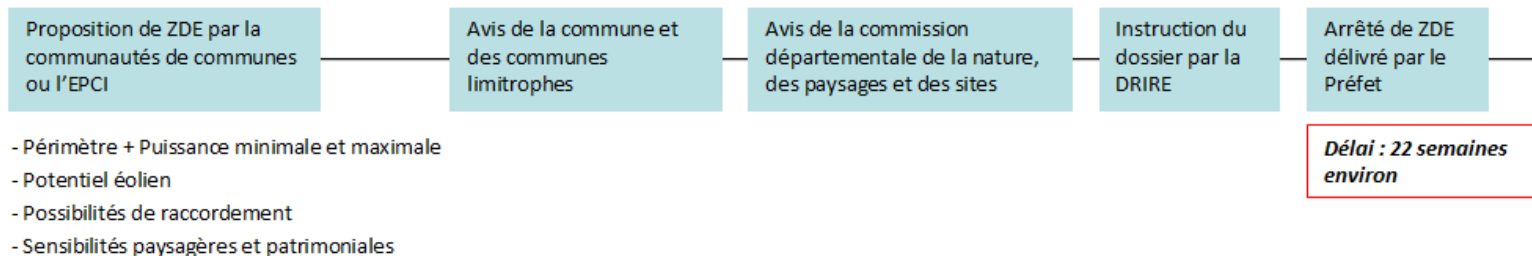 Proposition de ZDE par la
communautés de communes
ou l'EPCI
Avis de la commune et
des communes
limitrophes
Avis de la commission
départementale de la nature,
des paysages et des sites
Instruction du
dossier par la
DRIRE
Arrêté de ZDE
délivré par le
Préfet
- Périmètre + Puissance minimale et maximale
- Potentiel éolien
- Possibilités de raccordement
- Sensibilités paysagères et patrimoniales
Délai : 22 semaines
environ